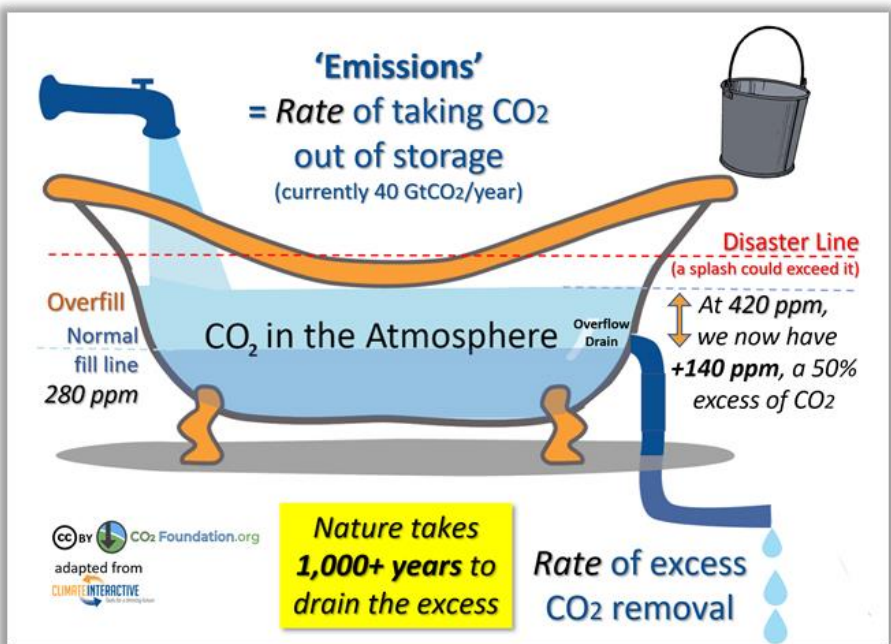 'Emissions'
= Rate of taking CO₂
out of storage
(currently 40 GtCO₂/year)
Disaster Line
(a splash could exceed it)
Overfill
Normal
fill line
280 ppm
CO₂ in the Atmosphere
Overflow
Drain
At 420 ppm,
we now have
+140 ppm, a 50%
excess of CO₂
CC BY CO₂ Foundation.org
adapted from
CLIMATEINTERACTIVE
Nature takes
1,000+ years to
drain the excess
Rate of excess
CO₂ removal